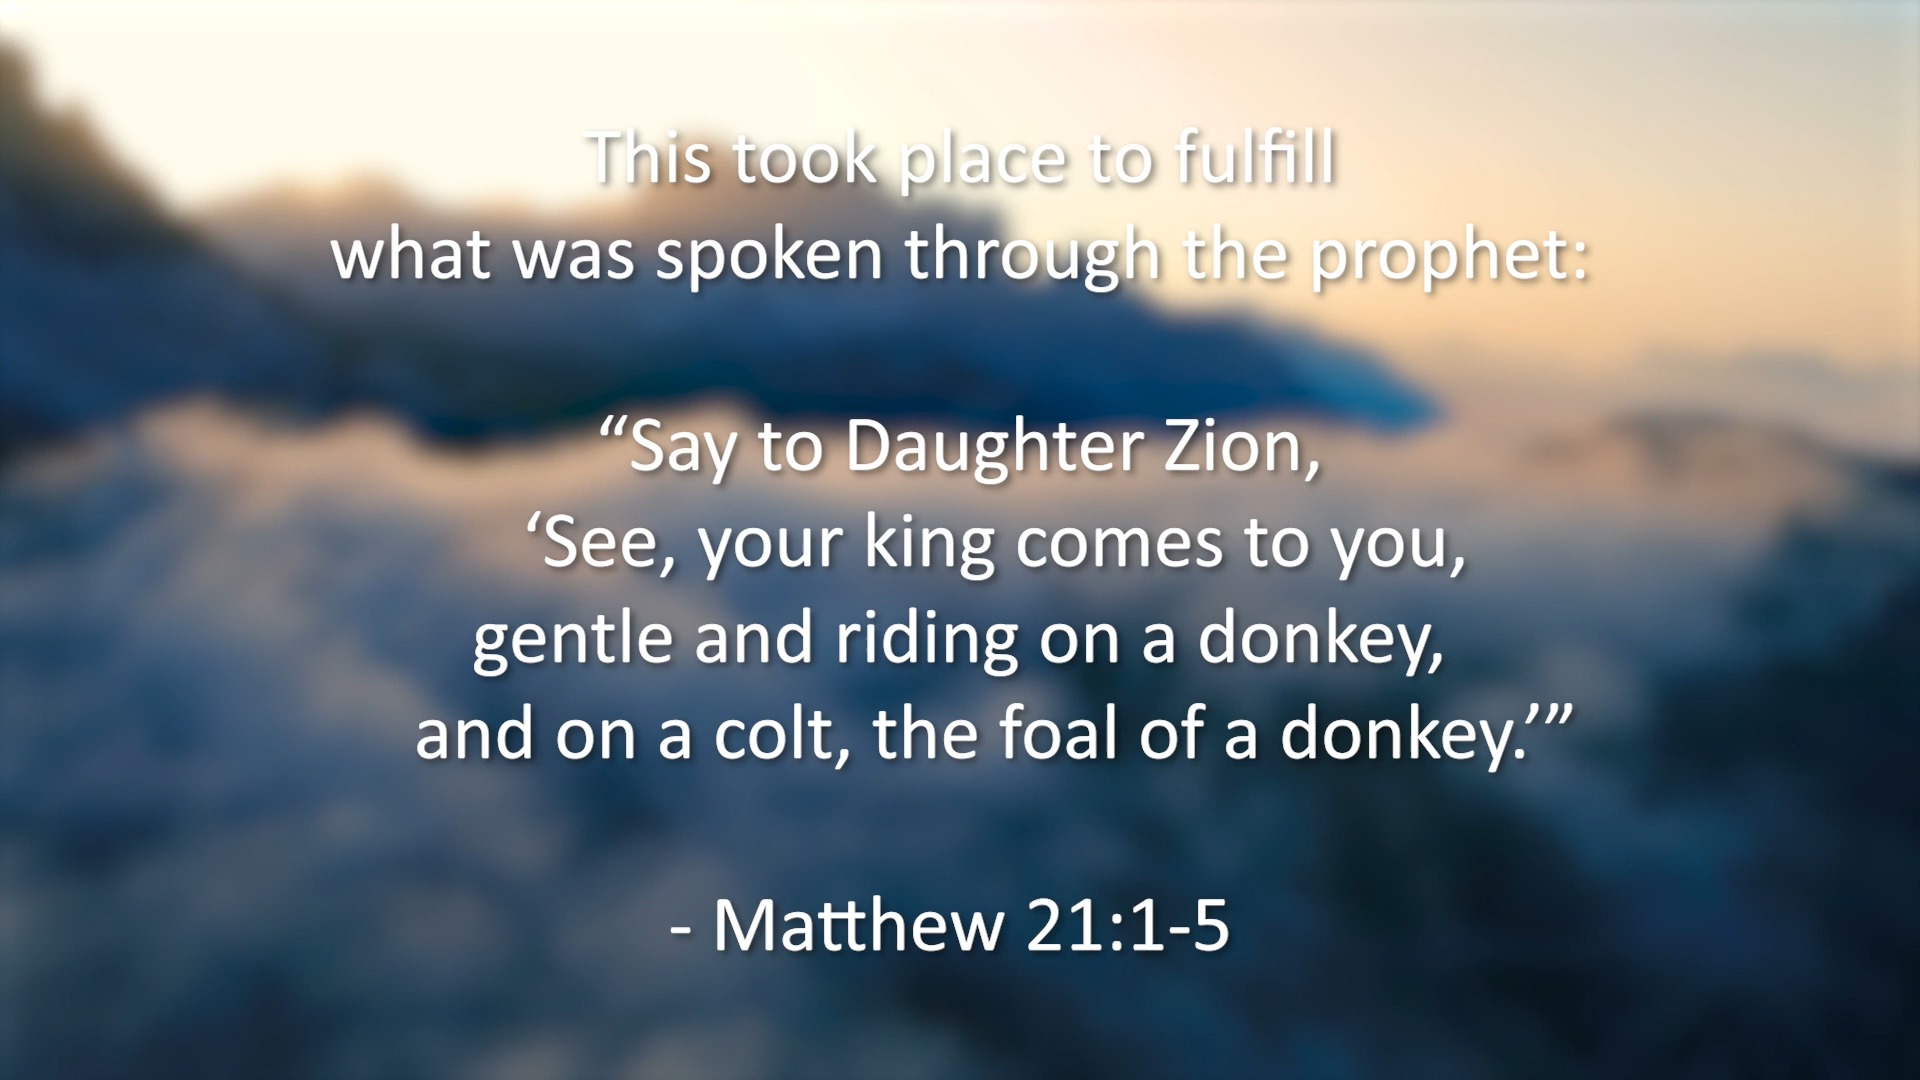 This took place to fulfill
what was spoken through the prophet:
“Say to Daughter Zion,
‘See, your king comes to you,
gentle and riding on a donkey,
and on a colt, the foal of a donkey.’”
- Matthew 21:1-5